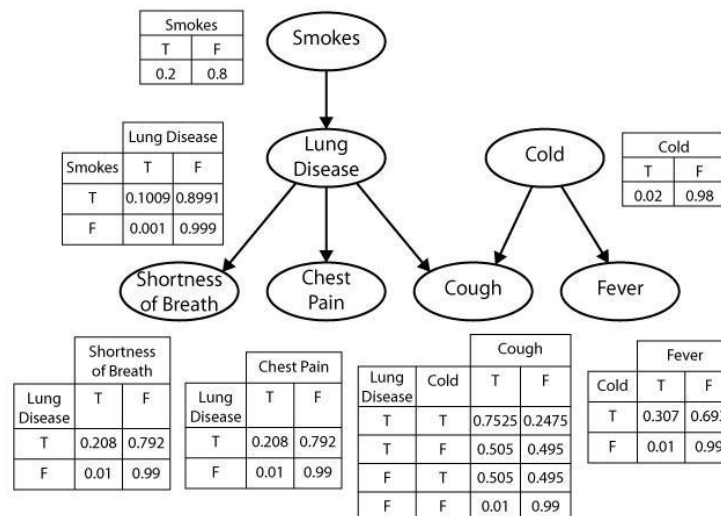 Smokes
T F
0.2 0.8
Smokes
Lung Disease
Smokes T F
T 0.1009 0.8991
F 0.001 0.999
Lung
Disease
Cold
Cold
T F
0.02 0.98
Shortness
of Breath
Chest
Pain
Cough
Fever
Shortness
of Breath
Lung
Disease
T F
T 0.208 0.792
F 0.01 0.99
Chest Pain
Lung
Disease
T F
T 0.208 0.792
F 0.01 0.99
Cough
Lung
Disease
Cold T F
T T 0.7525 0.2475
T F 0.505 0.495
F T 0.505 0.495
F F 0.01 0.99
Fever
Cold T F
T 0.307
F 0.01 0.99